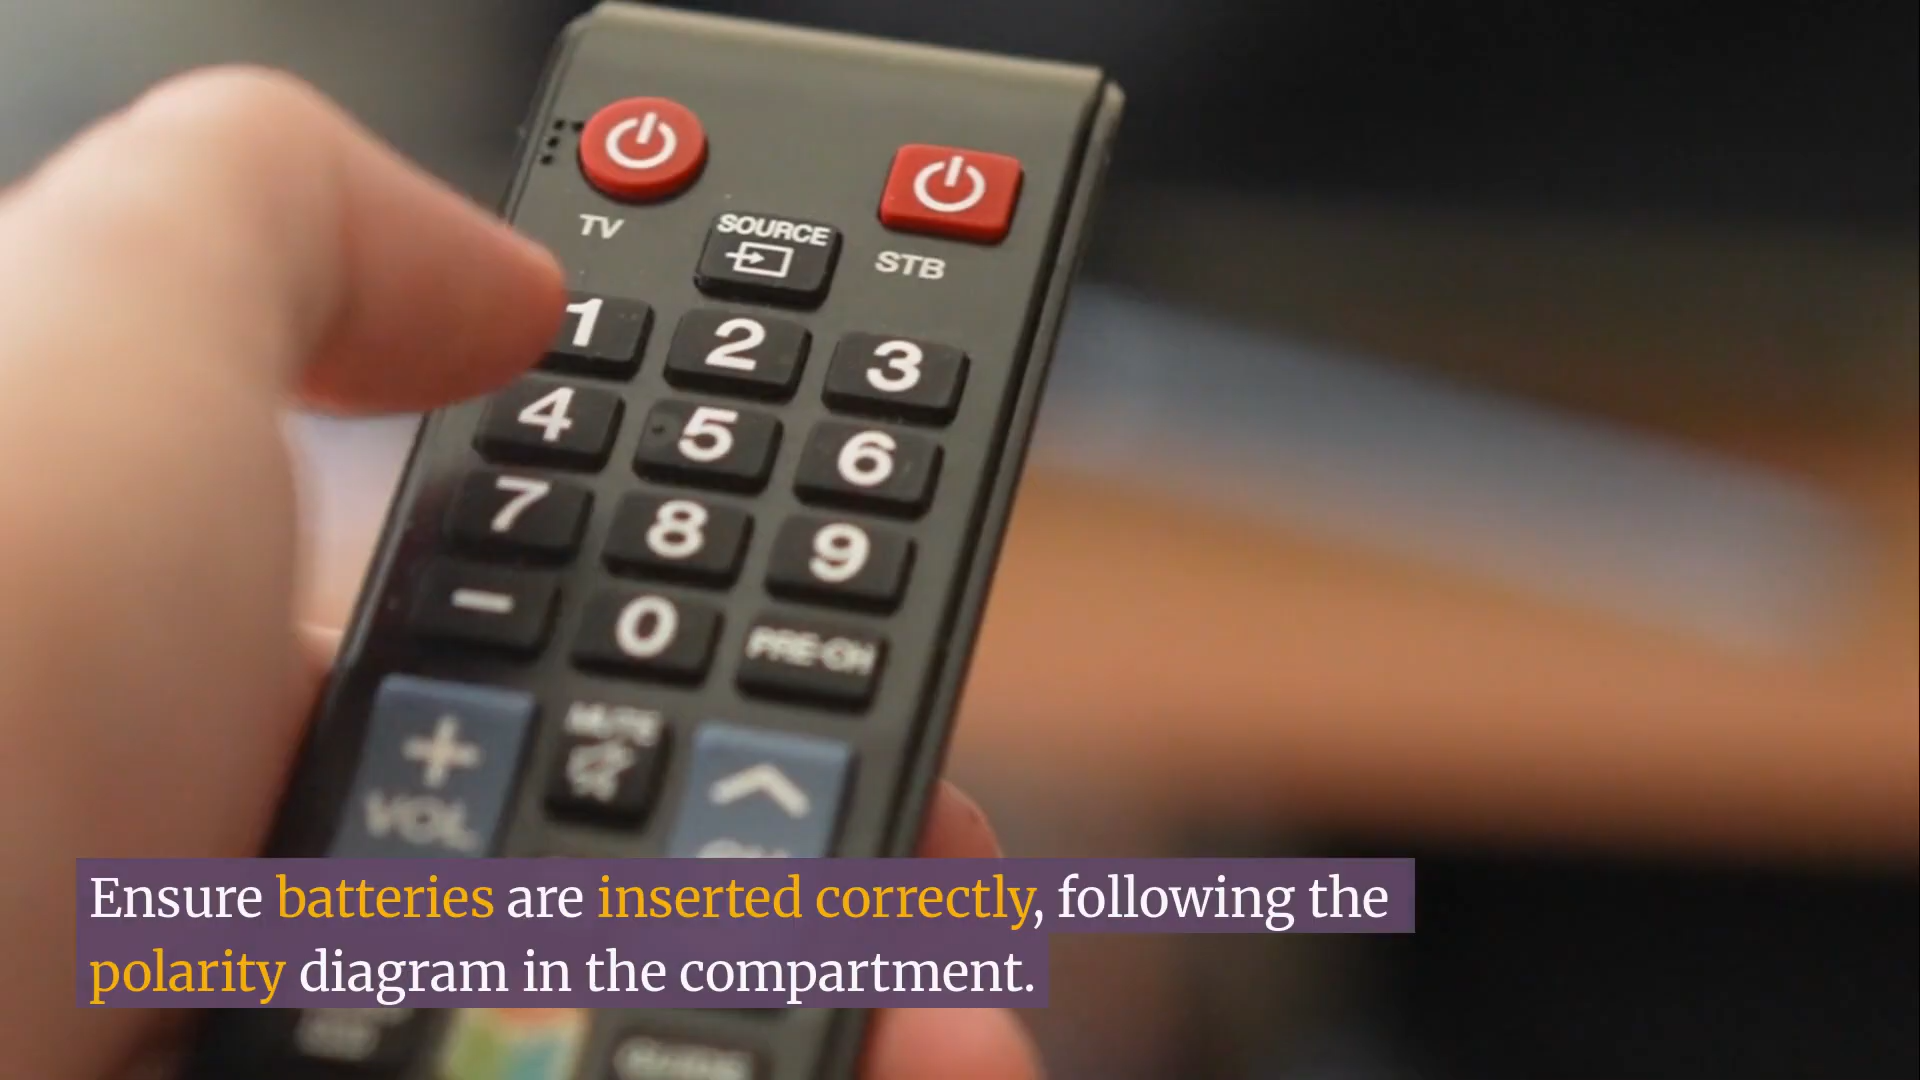 TV
SOURCE
STB
1 2 3
4 5 6
7 8 9
- 0 PRE-CH
+ MUTE
VOL
Ensure batteries are inserted correctly, following the
polarity diagram in the compartment.